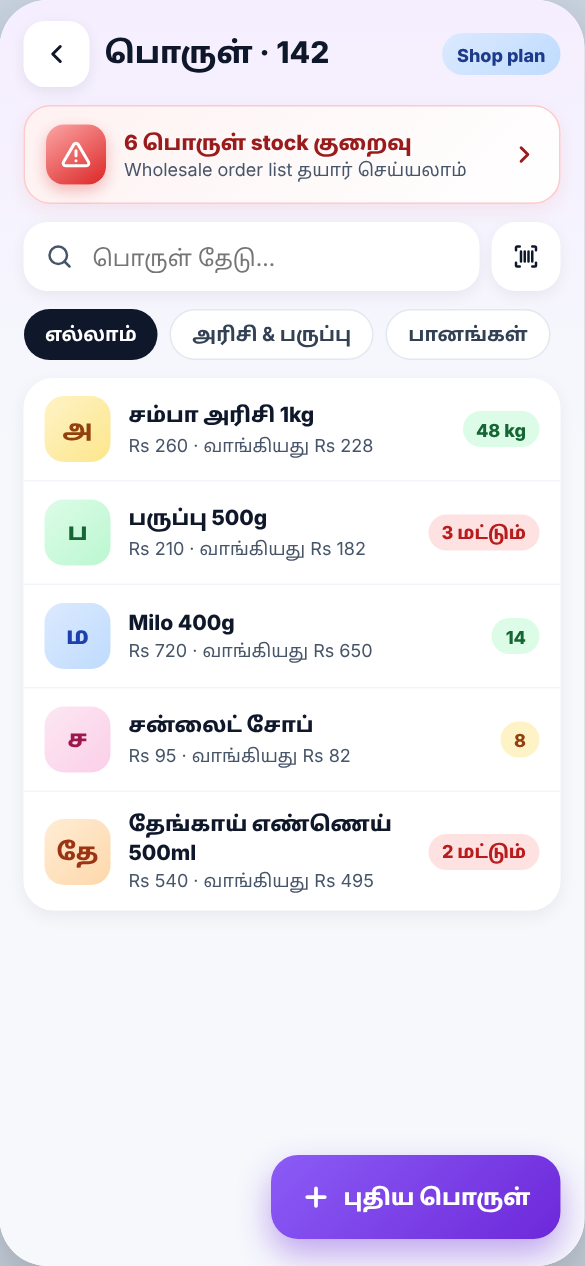 பொருள் · 142
Shop plan
6 பொருள் stock குறைவு
Wholesale order list தயார் செய்யலாம்
பொருள் தேடு...
எல்லாம்
அரிசி & பருப்பு
பானங்கள்
அ
சம்பா அரிசி 1kg
Rs 260 · வாங்கியது Rs 228
48 kg
ப
பருப்பு 500g
Rs 210 · வாங்கியது Rs 182
3 மட்டும்
ம
Milo 400g
Rs 720 · வாங்கியது Rs 650
14
ச
சன்லைட் சோப்
Rs 95 · வாங்கியது Rs 82
8
தே
தேங்காய் எண்ணெய்
500ml
Rs 540 · வாங்கியது Rs 495
2 மட்டும்
+ புதிய பொருள்